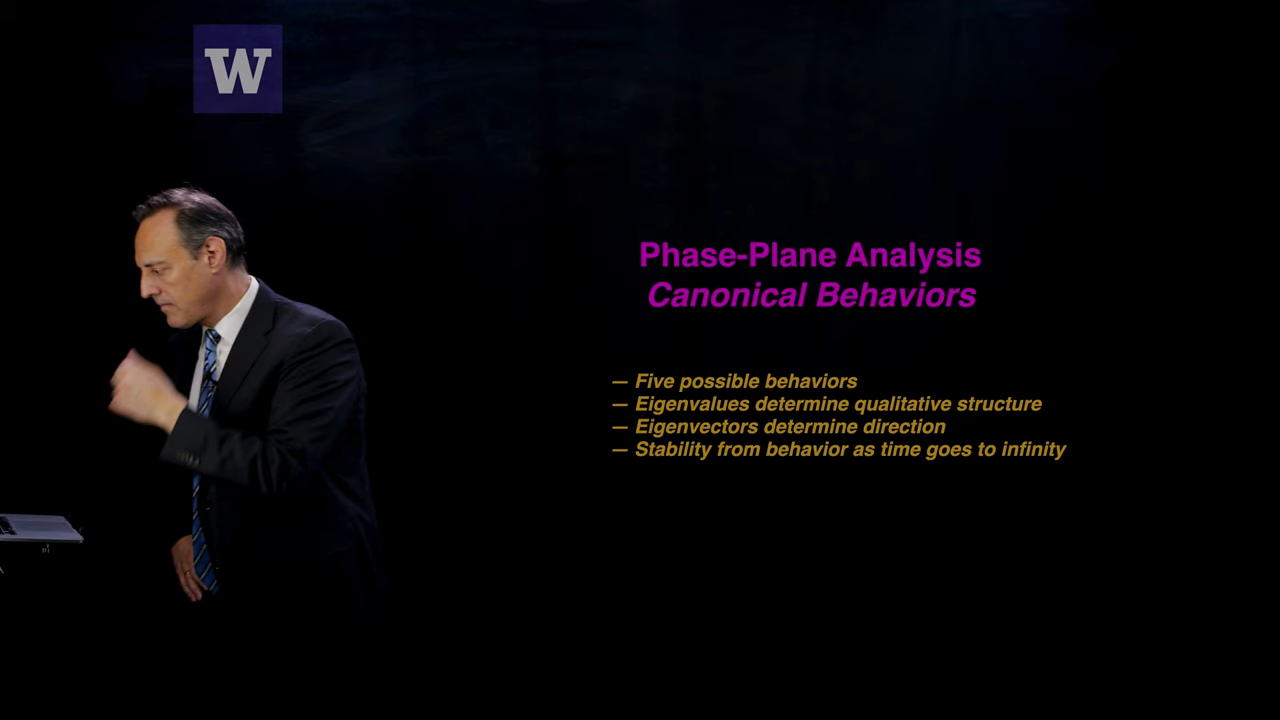 W
Phase-Plane Analysis
Canonical Behaviors
— Five possible behaviors
— Eigenvalues determine qualitative structure
— Eigenvectors determine direction
— Stability from behavior as time goes to infinity